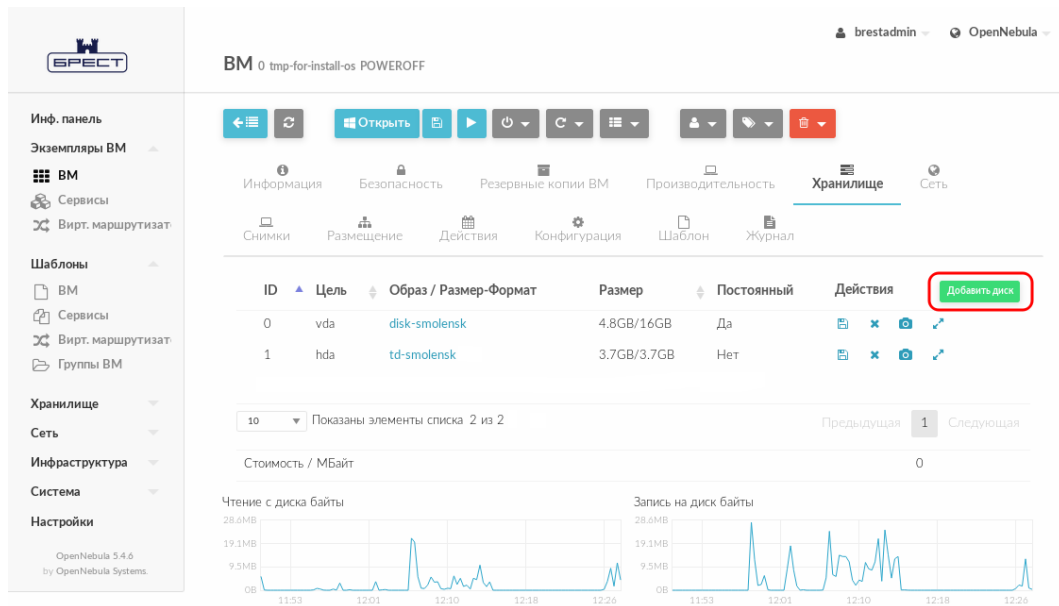 brestadmin OpenNebula
БРЕСТ
ВМ 0 tmp-for-install-os POWEROFF
Инф. панель
Экземпляры ВМ
ВМ
Сервисы
Вирт. маршрутизат
Шаблоны
ВМ
Сервисы
Вирт. маршрутизат
Группы ВМ
Хранилище
Сеть
Инфраструктура
Система
Настройки
OpenNebula 5.4.6
by OpenNebula Systems.
Открыть
Информация Безопасность Резервные копии ВМ Производительность Хранилище Сеть
Снимки Размещение Действия Конфигурация Шаблон Журнал
ID Цель Образ / Размер-Формат Размер Постоянный Действия Добавить диск
0 vda disk-smolensk 4.8GB/16GB Да
1 hda td-smolensk 3.7GB/3.7GB Нет
10 Показаны элементы списка 2 из 2 Предыдущая 1 Следующая
Стоимость / МБайт 0
Чтение с диска байты
28.6MB
19.1MB
9.5MB
0B
11:53 12:01 12:10 12:18 12:26
Запись на диск байты
28.6MB
19.1MB
9.5MB
0B
11:53 12:01 12:10 12:18 12:26